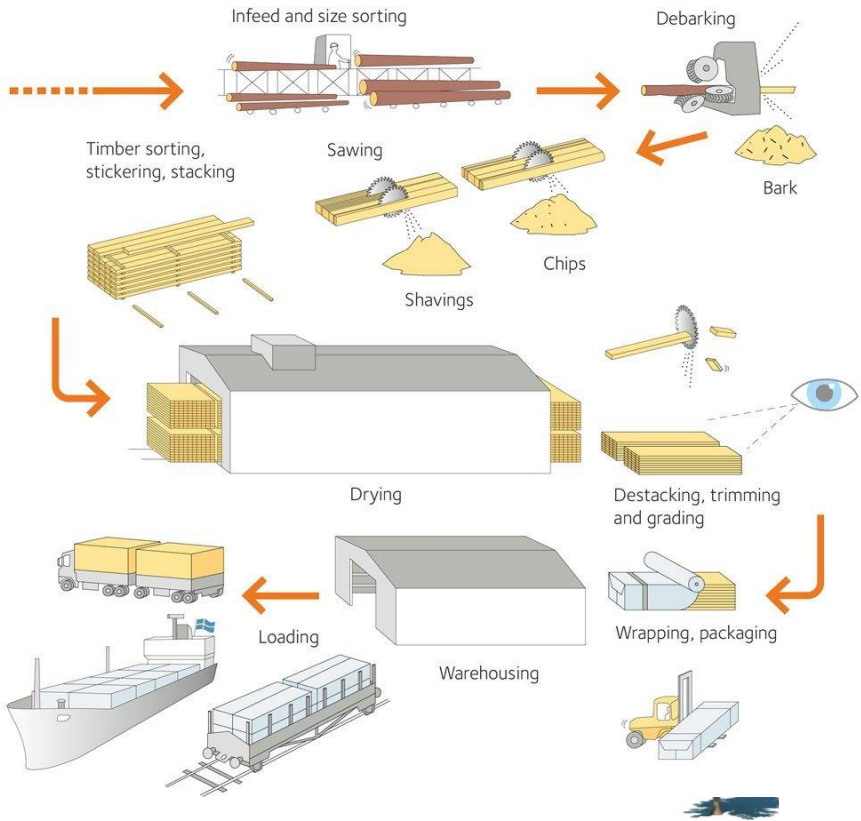 Infeed and size sorting
Debarking
Timber sorting,
stickering, stacking
Sawing
Bark
Chips
Shavings
Drying
Destacking, trimming
and grading
Wrapping, packaging
Loading
Warehousing